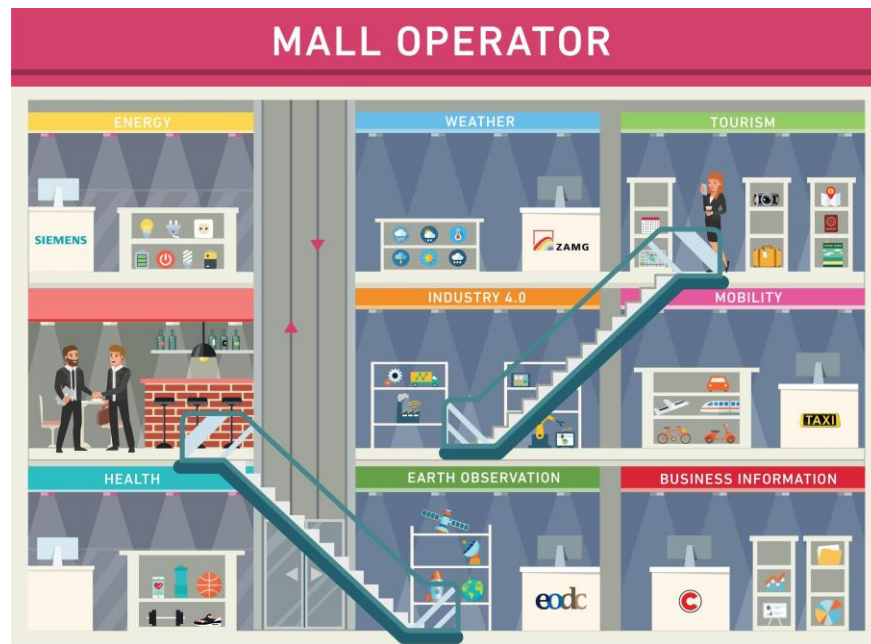 MALL OPERATOR
ENERGY
WEATHER
TOURISM
SIEMENS
ZAMG
INDUSTRY 4.0
MOBILITY
TAXI
HEALTH
EARTH OBSERVATION
BUSINESS INFORMATION
eodc
C